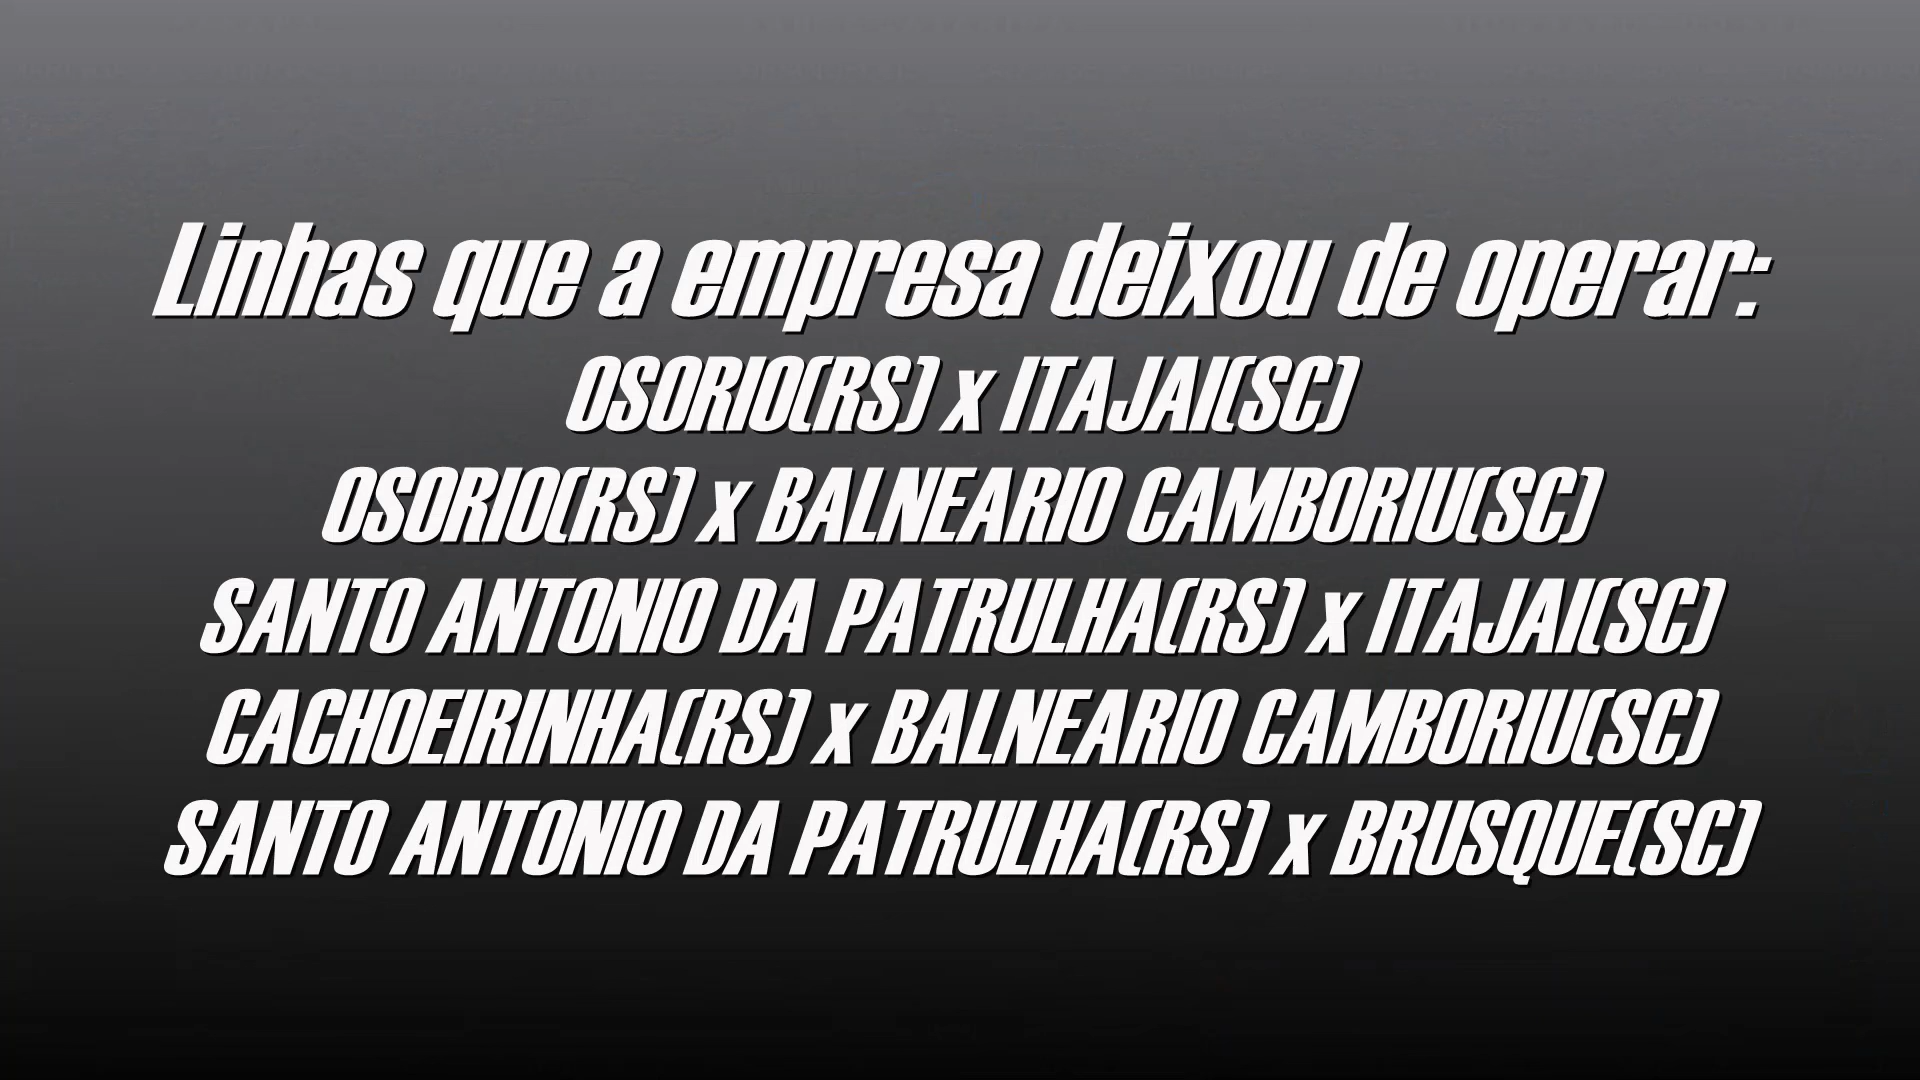 Linhas que a empresa deixou de operar:
OSORIO(RS) x ITAJAI(SC)
OSORIO(RS) x BALNEARIO CAMBORIU(SC)
SANTO ANTONIO DA PATRULHA(RS) x ITAJAI(SC)
CACHOEIRINHA(RS) x BALNEARIO CAMBORIU(SC)
SANTO ANTONIO DA PATRULHA(RS) x BRUSQUE(SC)